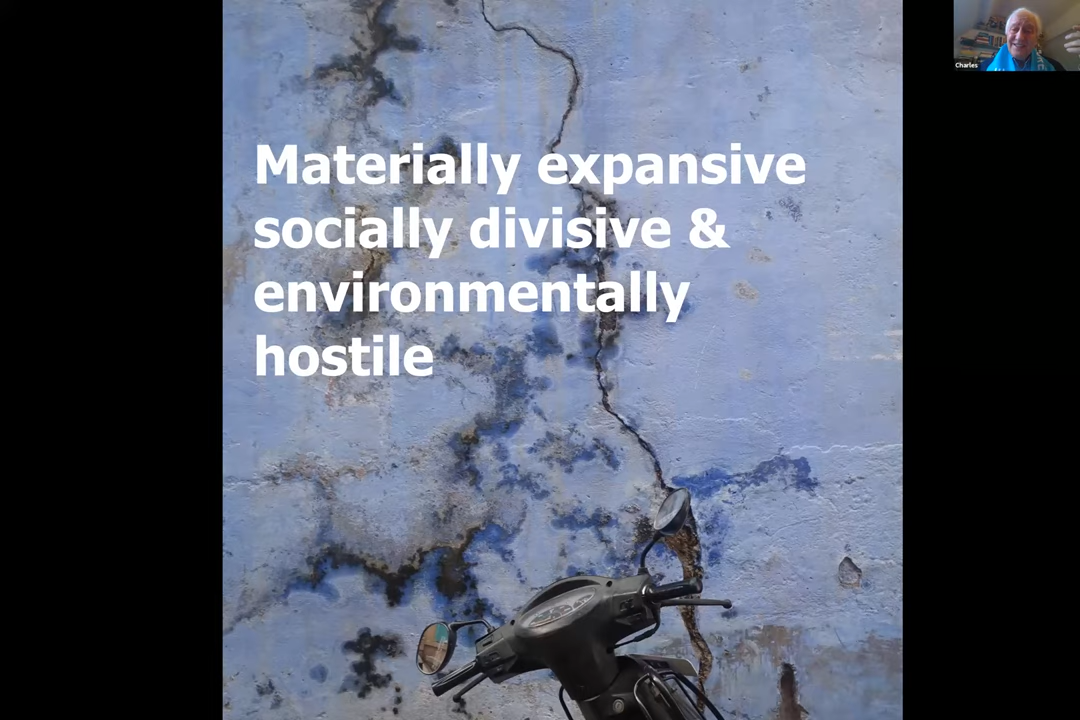 Materially expansive
socially divisive &
environmentally
hostile
Charles